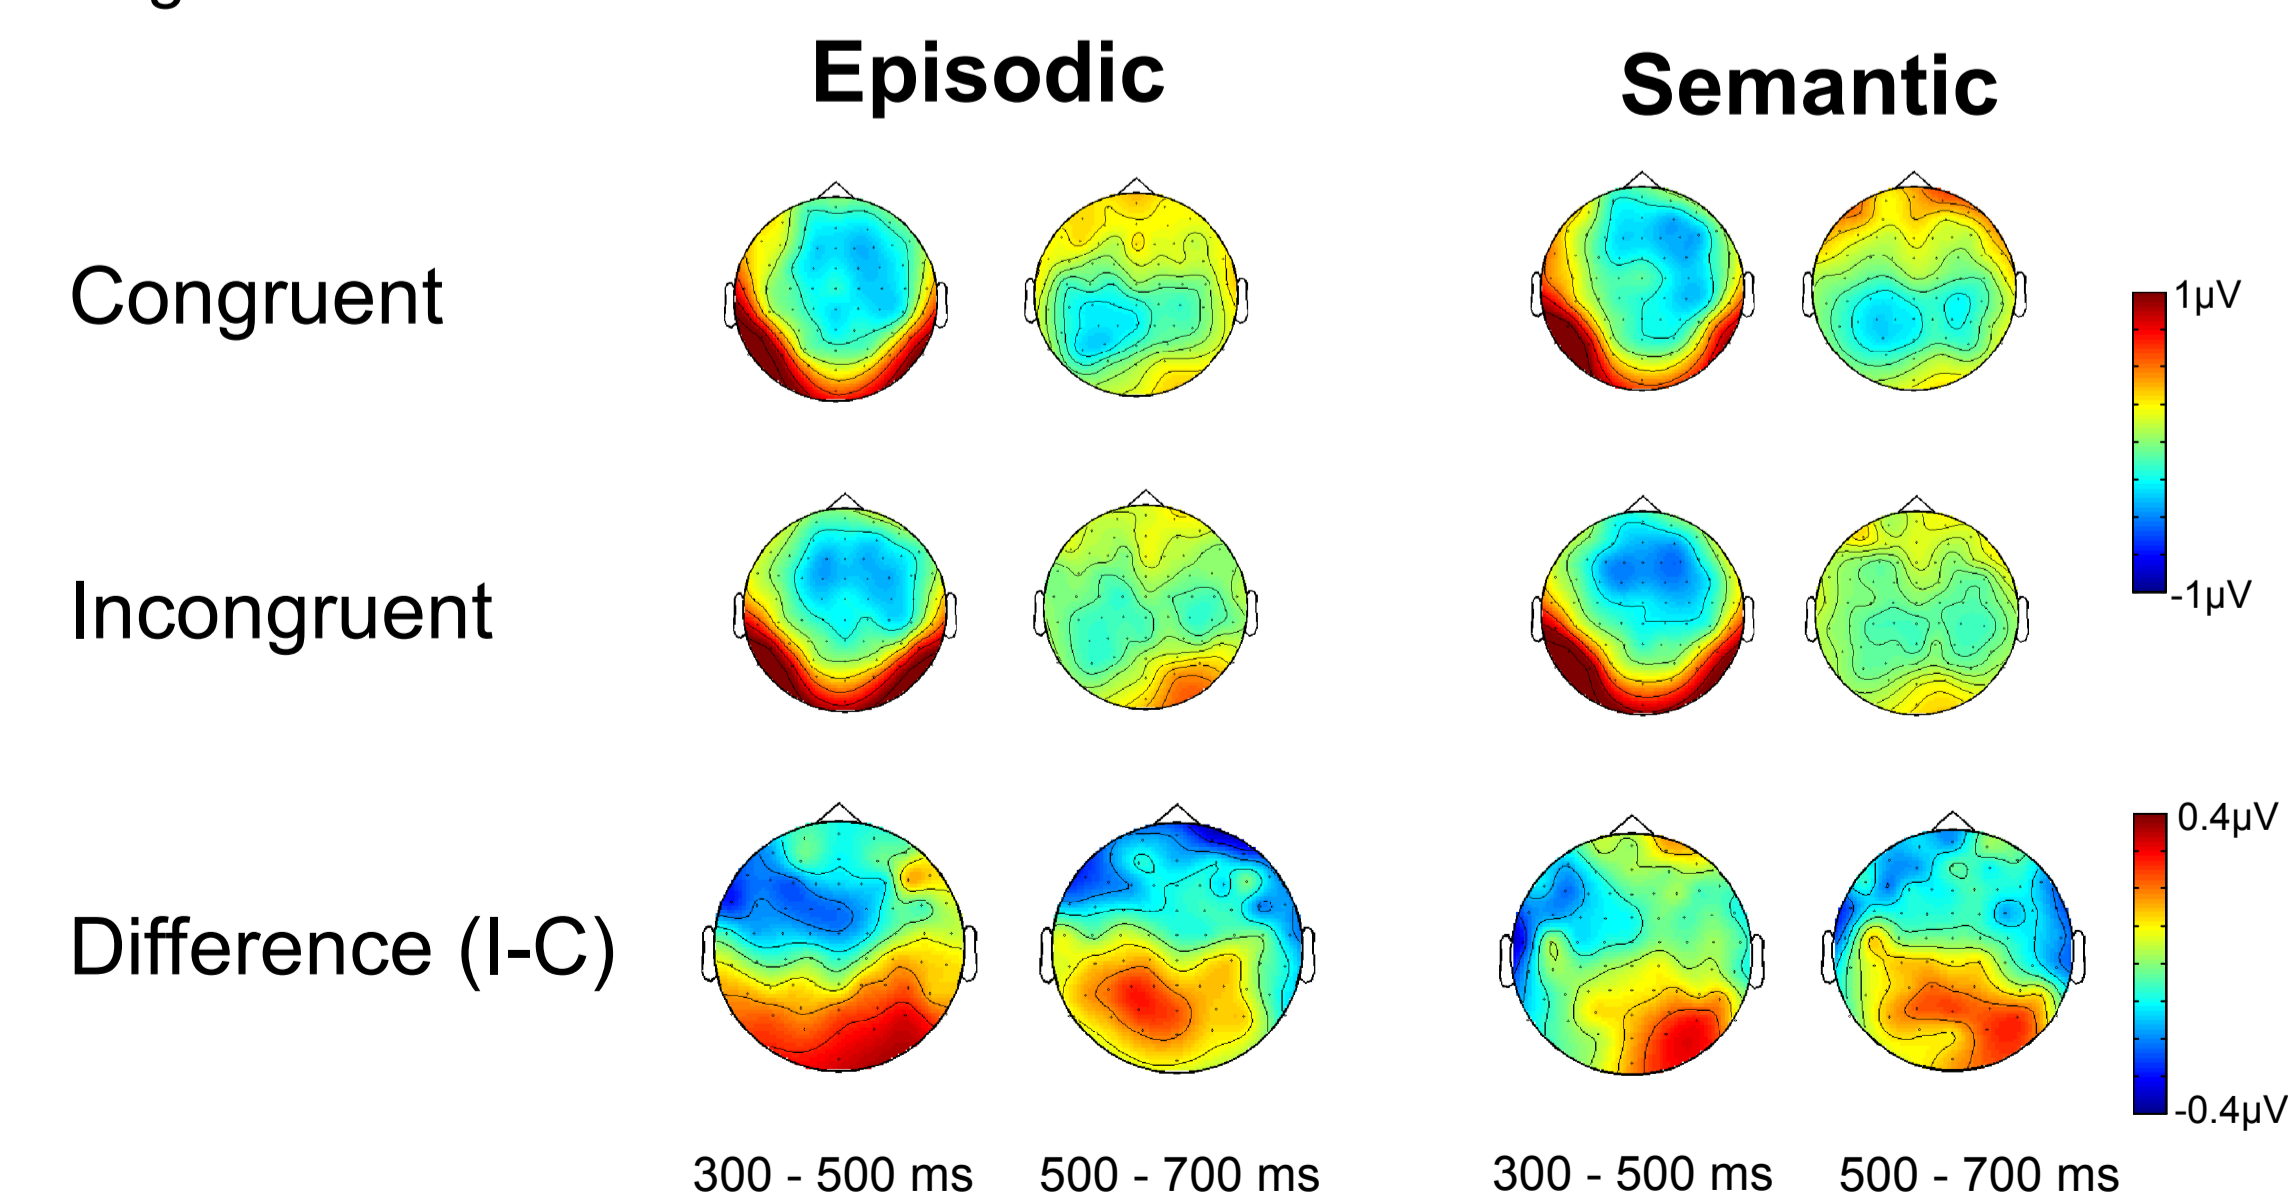 Episodic Semantic
Congruent
1µV
-1µV
Incongruent
0.4µV
Difference (I-C)
-0.4µV
300 - 500 ms 500 - 700 ms 300 - 500 ms 500 - 700 ms